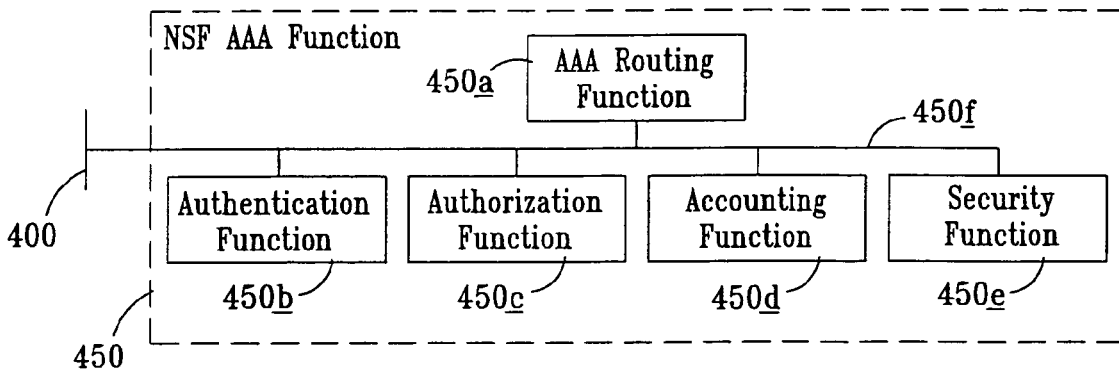 NSF AAA Function
AAA Routing
Function
450a
450f
400
Authentication
Function
Authorization
Function
Accounting
Function
Security
Function
450b
450c
450d
450e
450